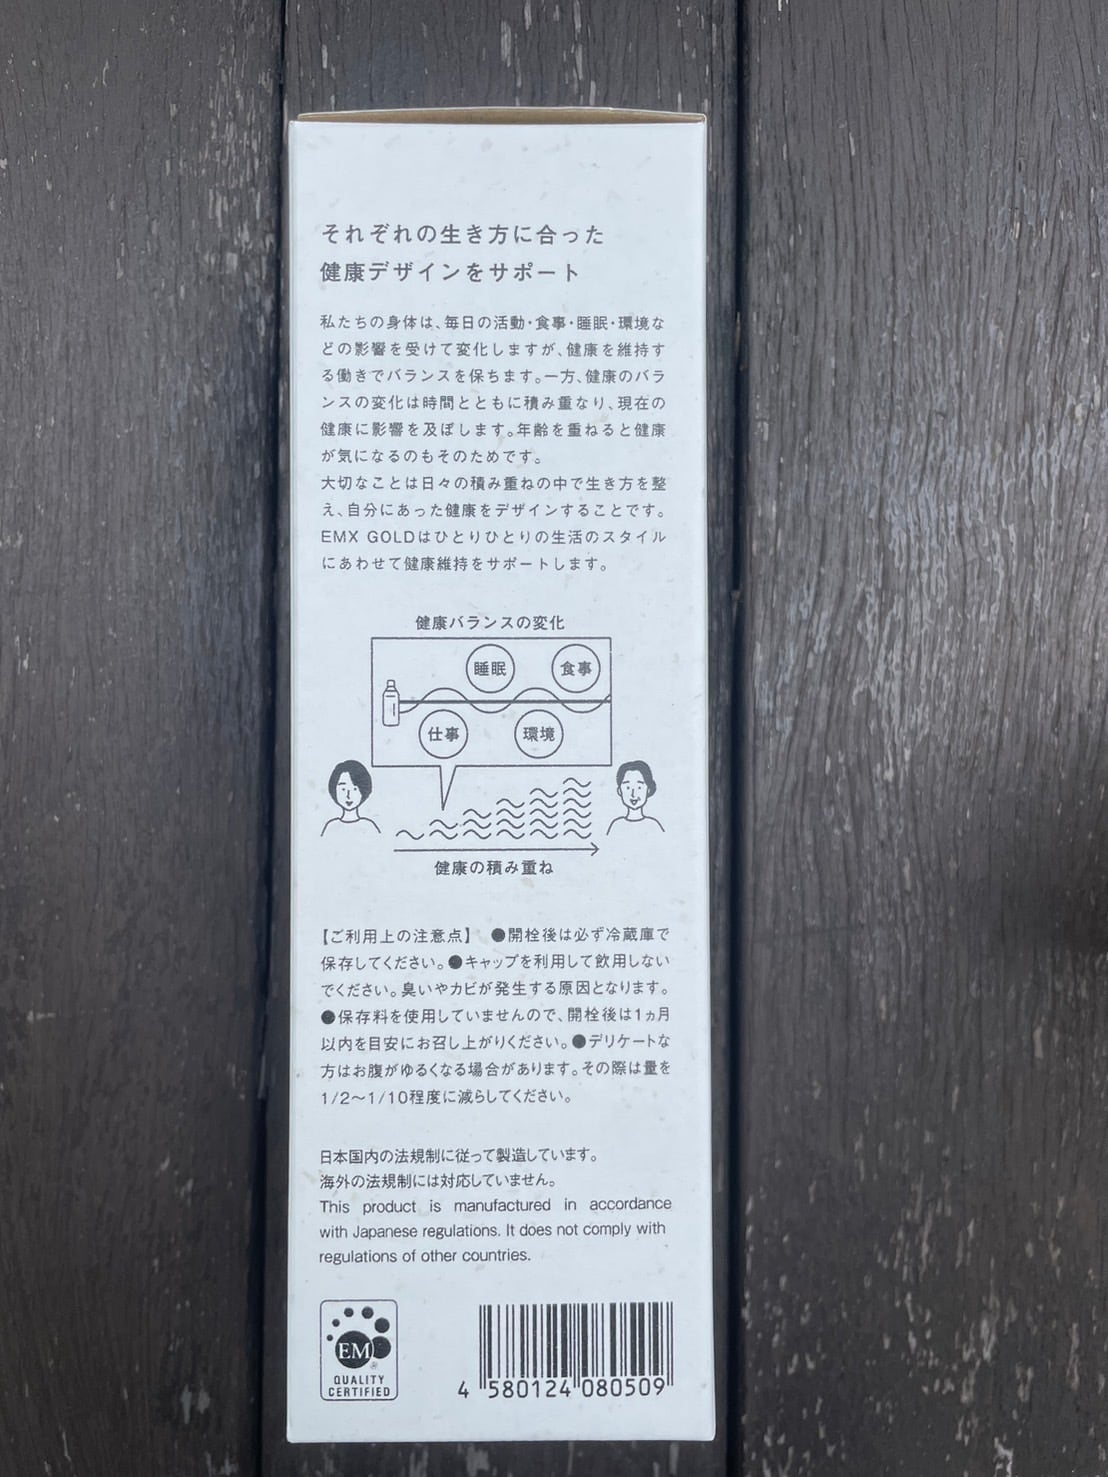 それぞれの生き方に合った
健康デザインをサポート
私たちの身体は、毎日の活動・食事・睡眠・環境な
どの影響を受けて変化しますが、健康を維持す
る働きでバランスを保ちます。一方、健康のバラ
ンスの変化は時間とともに積み重なり、現在の
健康に影響を及ぼします。年齢を重ねると健康
が気になるのもそのためです。
大切なことは日々の積み重ねの中で生き方を整
え、自分にあった健康をデザインすることです。
EMX GOLDはひとりひとりの生活のスタイル
にあわせて健康維持をサポートします。
健康バランスの変化
睡眠
食事
仕事
環境
健康の積み重ね
【ご利用上の注意点】 ●開栓後は必ず冷蔵庫で
保存してください。●キャップを利用して飲用しない
でください。臭いやカビが発生する原因となります。
●保存料を使用していませんので、開栓後は1ヵ月
以内を目安にお召し上がりください。●デリケートな
方はお腹がゆるくなる場合があります。その際は量を
1/2〜1/10程度に減らしてください。
日本国内の法規制に従って製造しています。
海外の法規制には対応していません。
This product is manufactured in accordance
with Japanese regulations. It does not comply with
regulations of other countries.
EM®
QUALITY
CERTIFIED
4 580124 080509